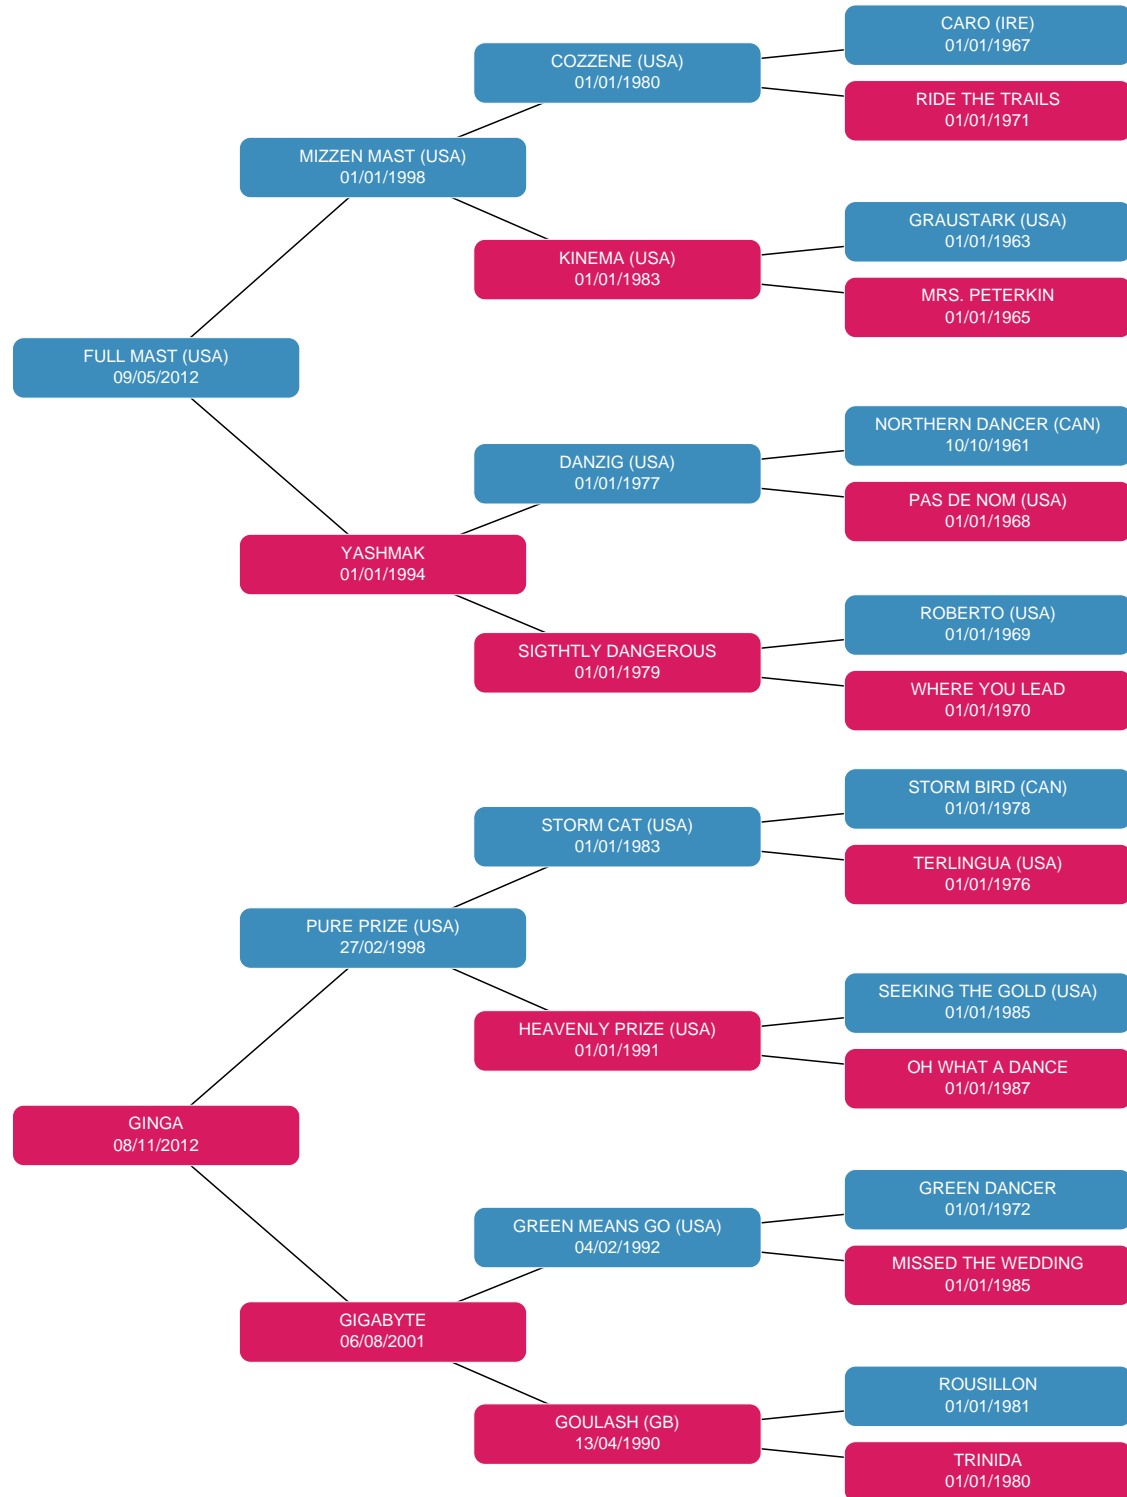 CARO (IRE)
01/01/1967
COZZENE (USA)
01/01/1980
RIDE THE TRAILS
01/01/1971
MIZZEN MAST (USA)
01/01/1998
GRAUSTARK (USA)
01/01/1963
KINEMA (USA)
01/01/1983
MRS. PETERKIN
01/01/1965
FULL MAST (USA)
09/05/2012
NORTHERN DANCER (CAN)
10/10/1961
DANZIG (USA)
01/01/1977
PAS DE NOM (USA)
01/01/1968
YASHMAK
01/01/1994
ROBERTO (USA)
01/01/1969
SIGTHTLY DANGEROUS
01/01/1979
WHERE YOU LEAD
01/01/1970
STORM BIRD (CAN)
01/01/1978
STORM CAT (USA)
01/01/1983
TERLINGUA (USA)
01/01/1976
PURE PRIZE (USA)
27/02/1998
SEEKING THE GOLD (USA)
01/01/1985
HEAVENLY PRIZE (USA)
01/01/1991
OH WHAT A DANCE
01/01/1987
GINGA
08/11/2012
GREEN DANCER
01/01/1972
GREEN MEANS GO (USA)
04/02/1992
MISSED THE WEDDING
01/01/1985
GIGABYTE
06/08/2001
ROUSILLON
01/01/1981
GOULASH (GB)
13/04/1990
TRINIDA
01/01/1980